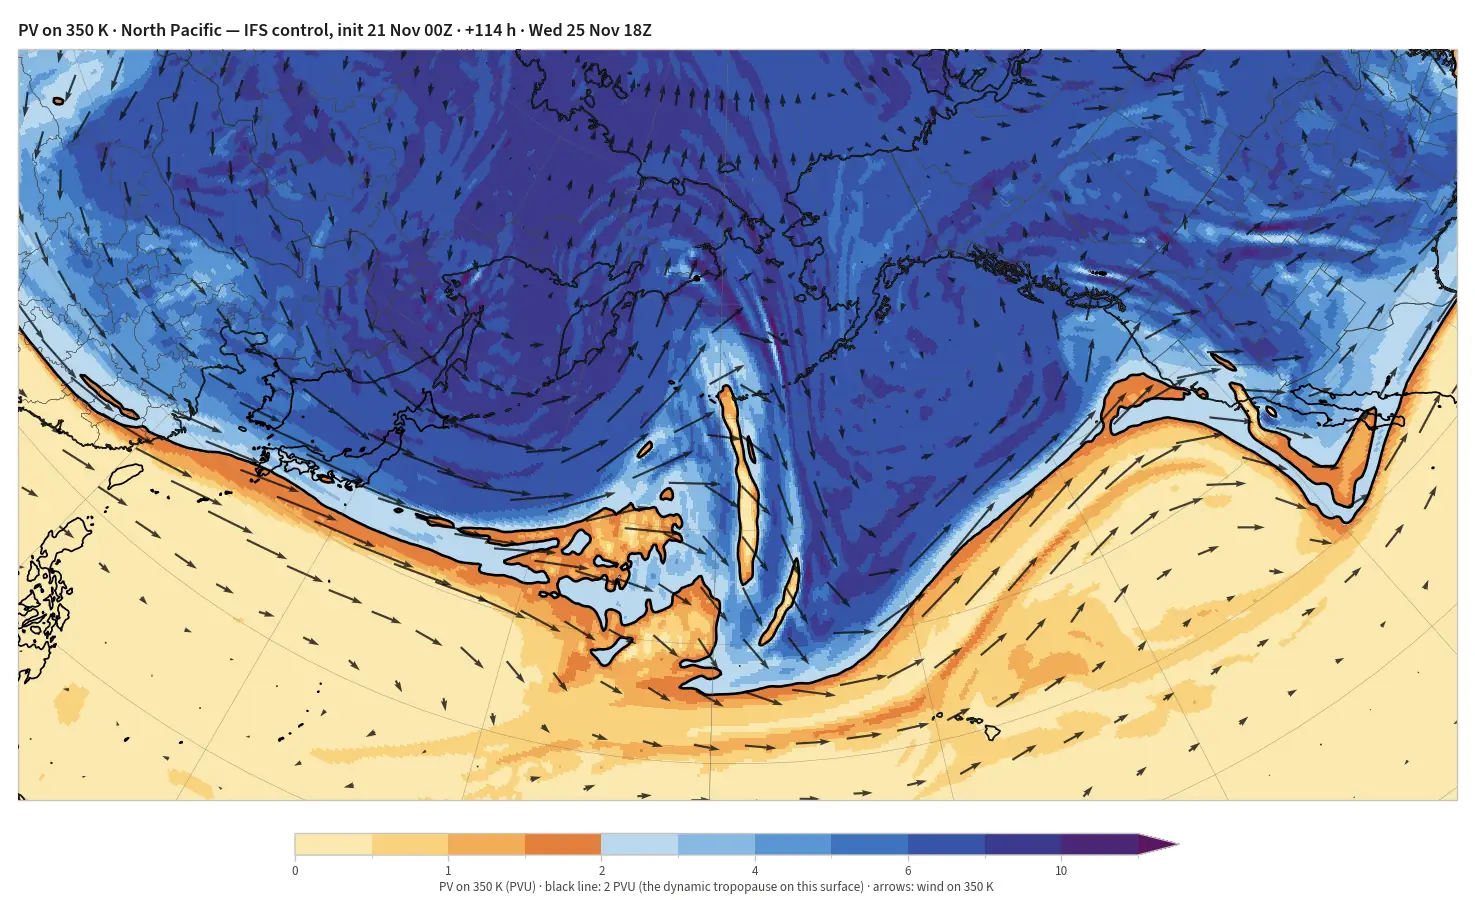 PV on 350 K · North Pacific — IFS control, init 21 Nov 00Z · +114 h · Wed 25 Nov 18Z
0 1 2 4 6 10
PV on 350 K (PVU) · black line: 2 PVU (the dynamic tropopause on this surface) · arrows: wind on 350 K